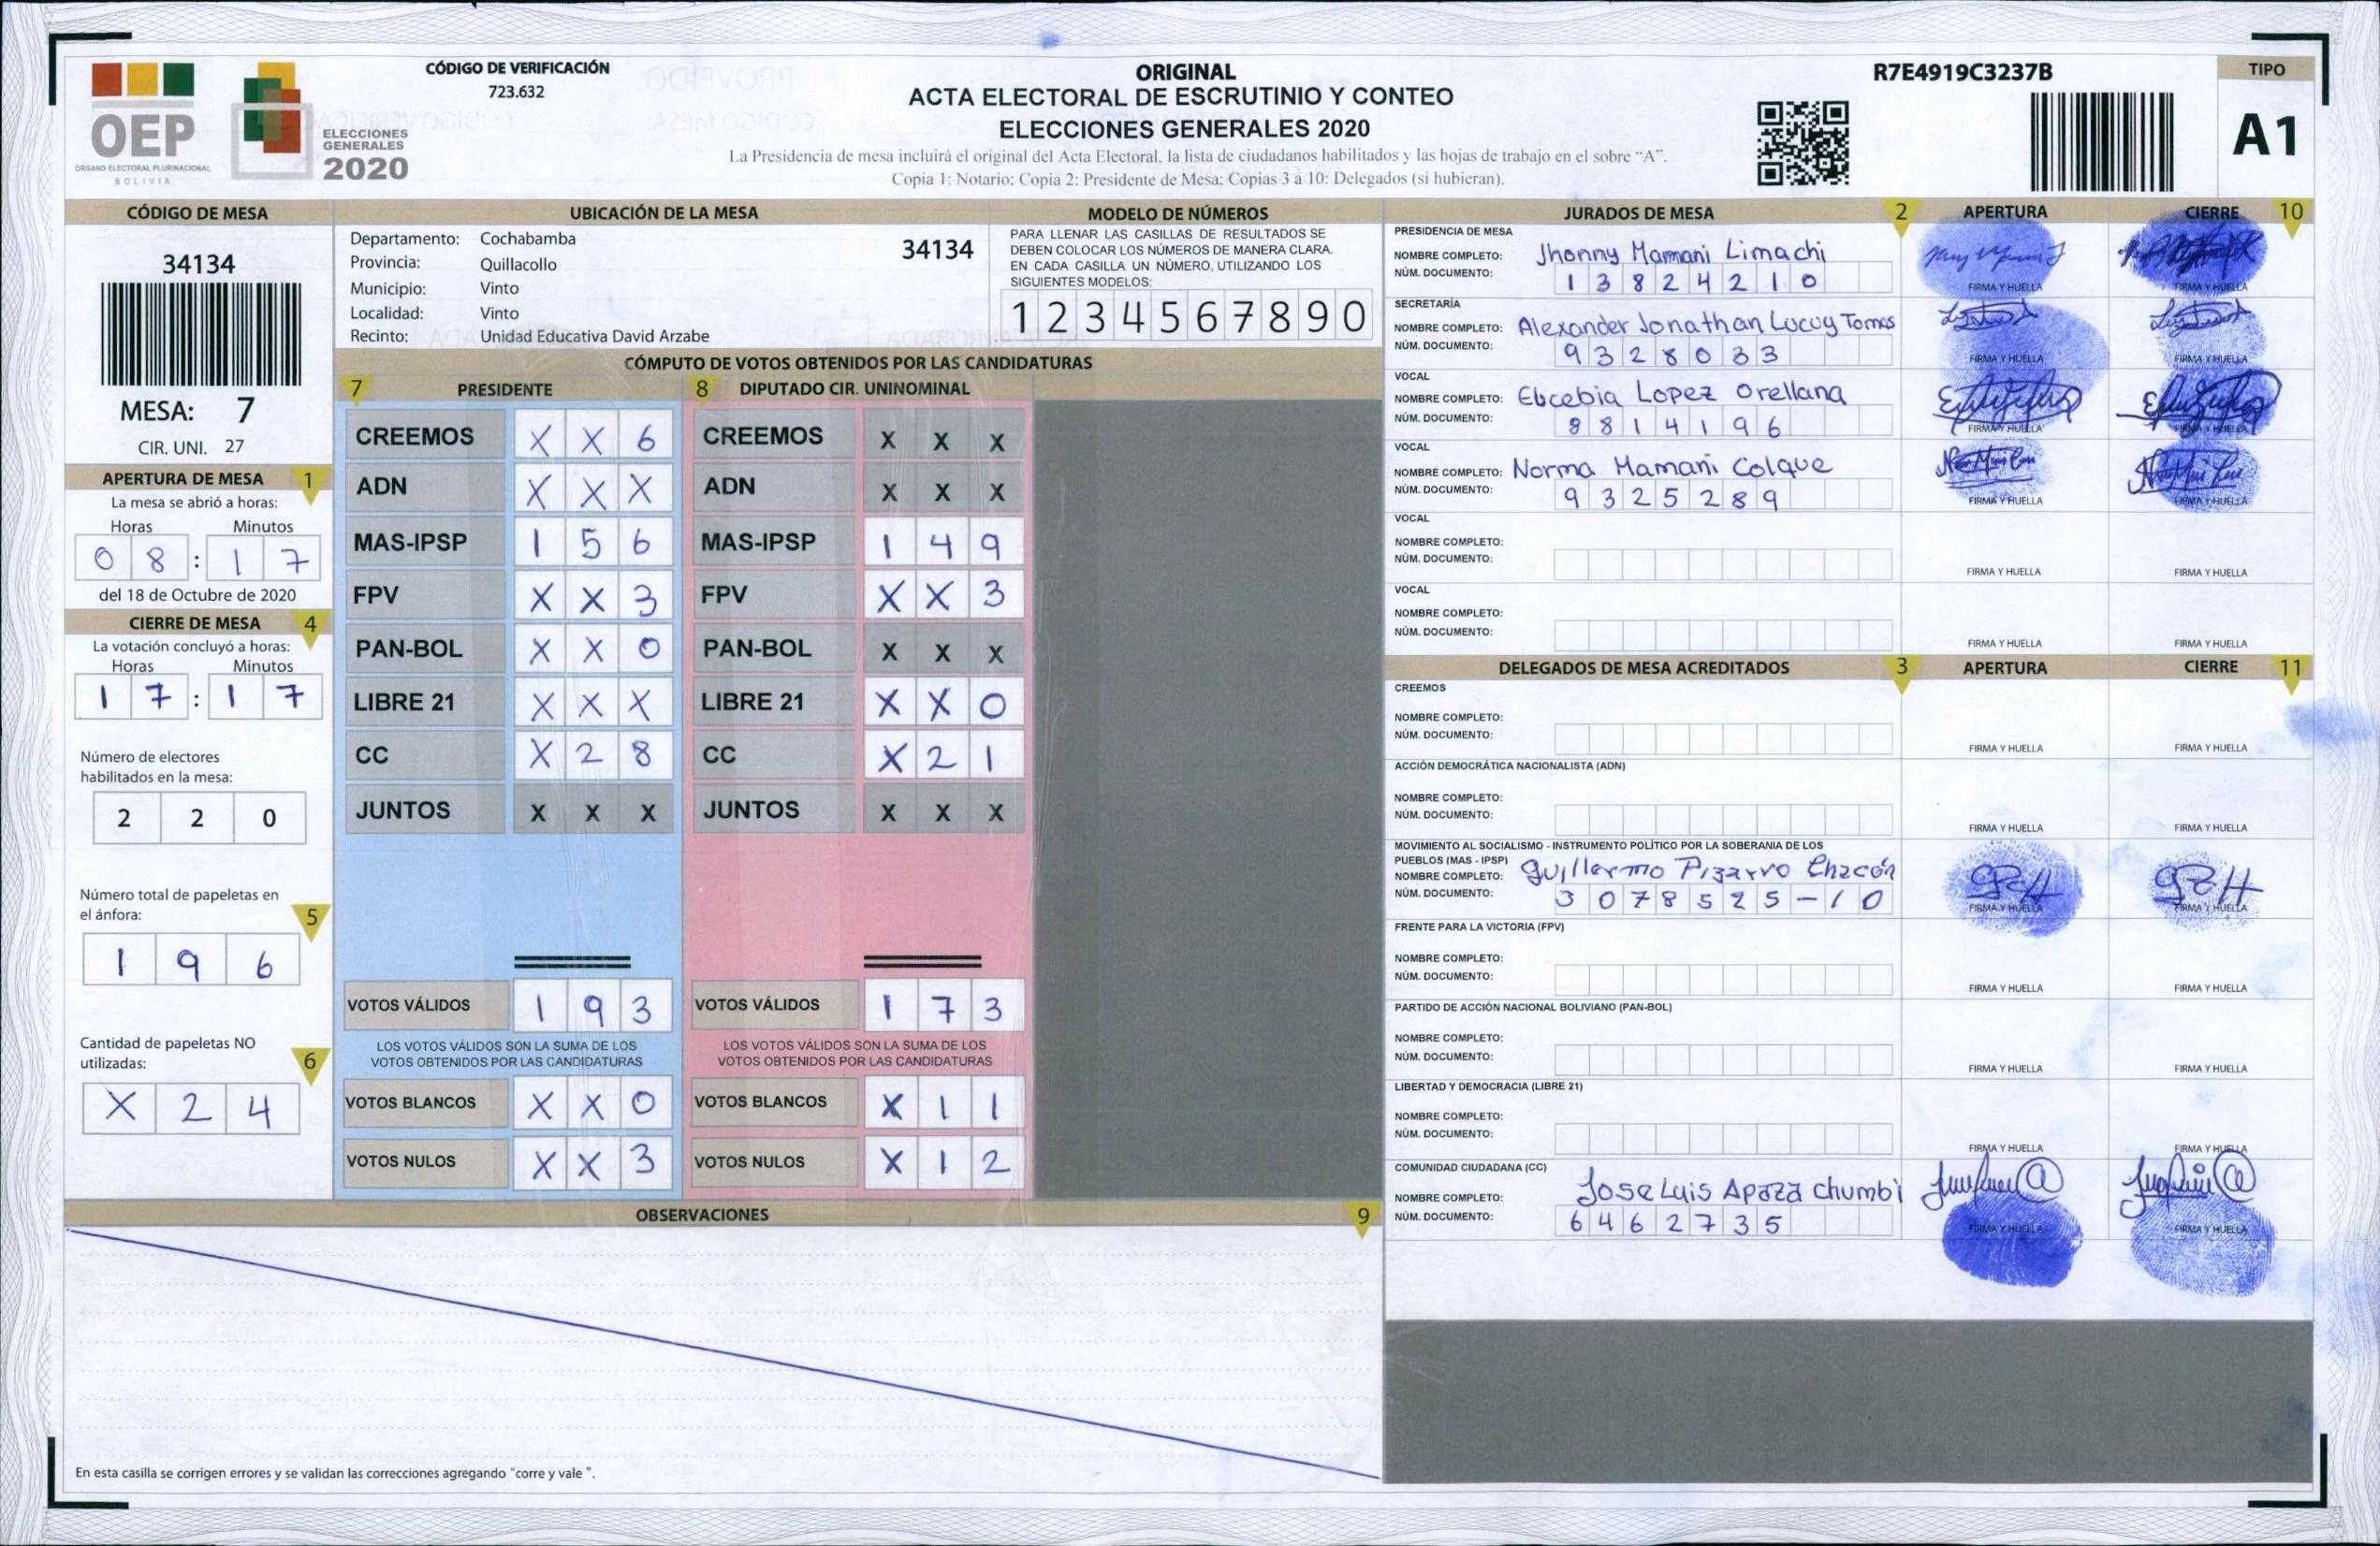 OEP
ÓRGANO ELECTORAL PLURINACIONAL
BOLIVIA
ELECCIONES
GENERALES
2020
CÓDIGO DE VERIFICACIÓN
723.632
ORIGINAL
ACTA ELECTORAL DE ESCRUTINIO Y CONTEO
ELECCIONES GENERALES 2020
La Presidencia de mesa incluirá el original del Acta Electoral, la lista de ciudadanos habilitados y las hojas de trabajo en el sobre "A".
Copia 1: Notario; Copia 2: Presidente de Mesa; Copias 3 a 10: Delegados (si hubieran).
R7E4919C3237B
TIPO
A1
CÓDIGO DE MESA
34134
MESA: 7
CIR. UNI. 27
APERTURA DE MESA 1
La mesa se abrió a horas:
Horas Minutos
0 8 : 1 7
del 18 de Octubre de 2020
CIERRE DE MESA 4
La votación concluyó a horas:
Horas Minutos
1 7 : 1 7
Número de electores
habilitados en la mesa:
2 2 0
Número total de papeletas en
el ánfora: 5
1 9 6
Cantidad de papeletas NO
utilizadas: 6
X 2 4
UBICACIÓN DE LA MESA
Departamento: Cochabamba
Provincia: Quillacollo
Municipio: Vinto
Localidad: Vinto
Recinto: Unidad Educativa David Arzabe
34134
MODELO DE NÚMEROS
PARA LLENAR LAS CASILLAS DE RESULTADOS SE
DEBEN COLOCAR LOS NÚMEROS DE MANERA CLARA.
EN CADA CASILLA UN NÚMERO, UTILIZANDO LOS
SIGUIENTES MODELOS:
1 2 3 4 5 6 7 8 9 0
CÓMPUTO DE VOTOS OBTENIDOS POR LAS CANDIDATURAS
7 PRESIDENTE
CREEMOS X X 6
ADN X X X
MAS-IPSP 1 5 6
FPV X X 3
PAN-BOL X X 0
LIBRE 21 X X X
CC X 2 8
JUNTOS X X X
VOTOS VÁLIDOS 1 9 3
LOS VOTOS VÁLIDOS SON LA SUMA DE LOS
VOTOS OBTENIDOS POR LAS CANDIDATURAS
VOTOS BLANCOS X X 0
VOTOS NULOS X X 3
8 DIPUTADO CIR. UNINOMINAL
CREEMOS X X X
ADN X X X
MAS-IPSP 1 4 9
FPV X X 3
PAN-BOL X X X
LIBRE 21 X X 0
CC X 2 1
JUNTOS X X X
VOTOS VÁLIDOS 1 7 3
LOS VOTOS VÁLIDOS SON LA SUMA DE LOS
VOTOS OBTENIDOS POR LAS CANDIDATURAS
VOTOS BLANCOS X 1 1
VOTOS NULOS X 1 2
OBSERVACIONES 9
En esta casilla se corrigen errores y se validan las correcciones agregando "corre y vale ".
JURADOS DE MESA 2 APERTURA CIERRE 10
PRESIDENCIA DE MESA
NOMBRE COMPLETO: Jhonny Mamani Limachi
NÚM. DOCUMENTO: 1 3 8 2 4 2 1 0
FIRMA Y HUELLA FIRMA Y HUELLA
SECRETARÍA
NOMBRE COMPLETO: Alexander Jonathan Lucuy Tomas
NÚM. DOCUMENTO: 9 3 2 8 0 3 3
FIRMA Y HUELLA FIRMA Y HUELLA
VOCAL
NOMBRE COMPLETO: Eucebia Lopez Orellana
NÚM. DOCUMENTO: 8 8 1 4 1 9 6
FIRMA Y HUELLA FIRMA Y HUELLA
VOCAL
NOMBRE COMPLETO: Norma Mamani Colque
NÚM. DOCUMENTO: 9 3 2 5 2 8 9
FIRMA Y HUELLA FIRMA Y HUELLA
VOCAL
NOMBRE COMPLETO:
NÚM. DOCUMENTO:
FIRMA Y HUELLA FIRMA Y HUELLA
VOCAL
NOMBRE COMPLETO:
NÚM. DOCUMENTO:
FIRMA Y HUELLA FIRMA Y HUELLA
DELEGADOS DE MESA ACREDITADOS 3 APERTURA CIERRE 11
CREEMOS
NOMBRE COMPLETO:
NÚM. DOCUMENTO:
FIRMA Y HUELLA FIRMA Y HUELLA
ACCIÓN DEMOCRÁTICA NACIONALISTA (ADN)
NOMBRE COMPLETO:
NÚM. DOCUMENTO:
FIRMA Y HUELLA FIRMA Y HUELLA
MOVIMIENTO AL SOCIALISMO - INSTRUMENTO POLÍTICO POR LA SOBERANIA DE LOS
PUEBLOS (MAS - IPSP)
NOMBRE COMPLETO: Guillermo Pizarro Chacón
NÚM. DOCUMENTO: 3 0 7 8 5 2 5 - 1 0
FIRMA Y HUELLA FIRMA Y HUELLA
FRENTE PARA LA VICTORIA (FPV)
NOMBRE COMPLETO:
NÚM. DOCUMENTO:
FIRMA Y HUELLA FIRMA Y HUELLA
PARTIDO DE ACCIÓN NACIONAL BOLIVIANO (PAN-BOL)
NOMBRE COMPLETO:
NÚM. DOCUMENTO:
FIRMA Y HUELLA FIRMA Y HUELLA
LIBERTAD Y DEMOCRACIA (LIBRE 21)
NOMBRE COMPLETO:
NÚM. DOCUMENTO:
FIRMA Y HUELLA FIRMA Y HUELLA
COMUNIDAD CIUDADANA (CC)
NOMBRE COMPLETO: Jose Luis Apaza Chumbi
NÚM. DOCUMENTO: 6 4 6 2 7 3 5
FIRMA Y HUELLA FIRMA Y HUELLA